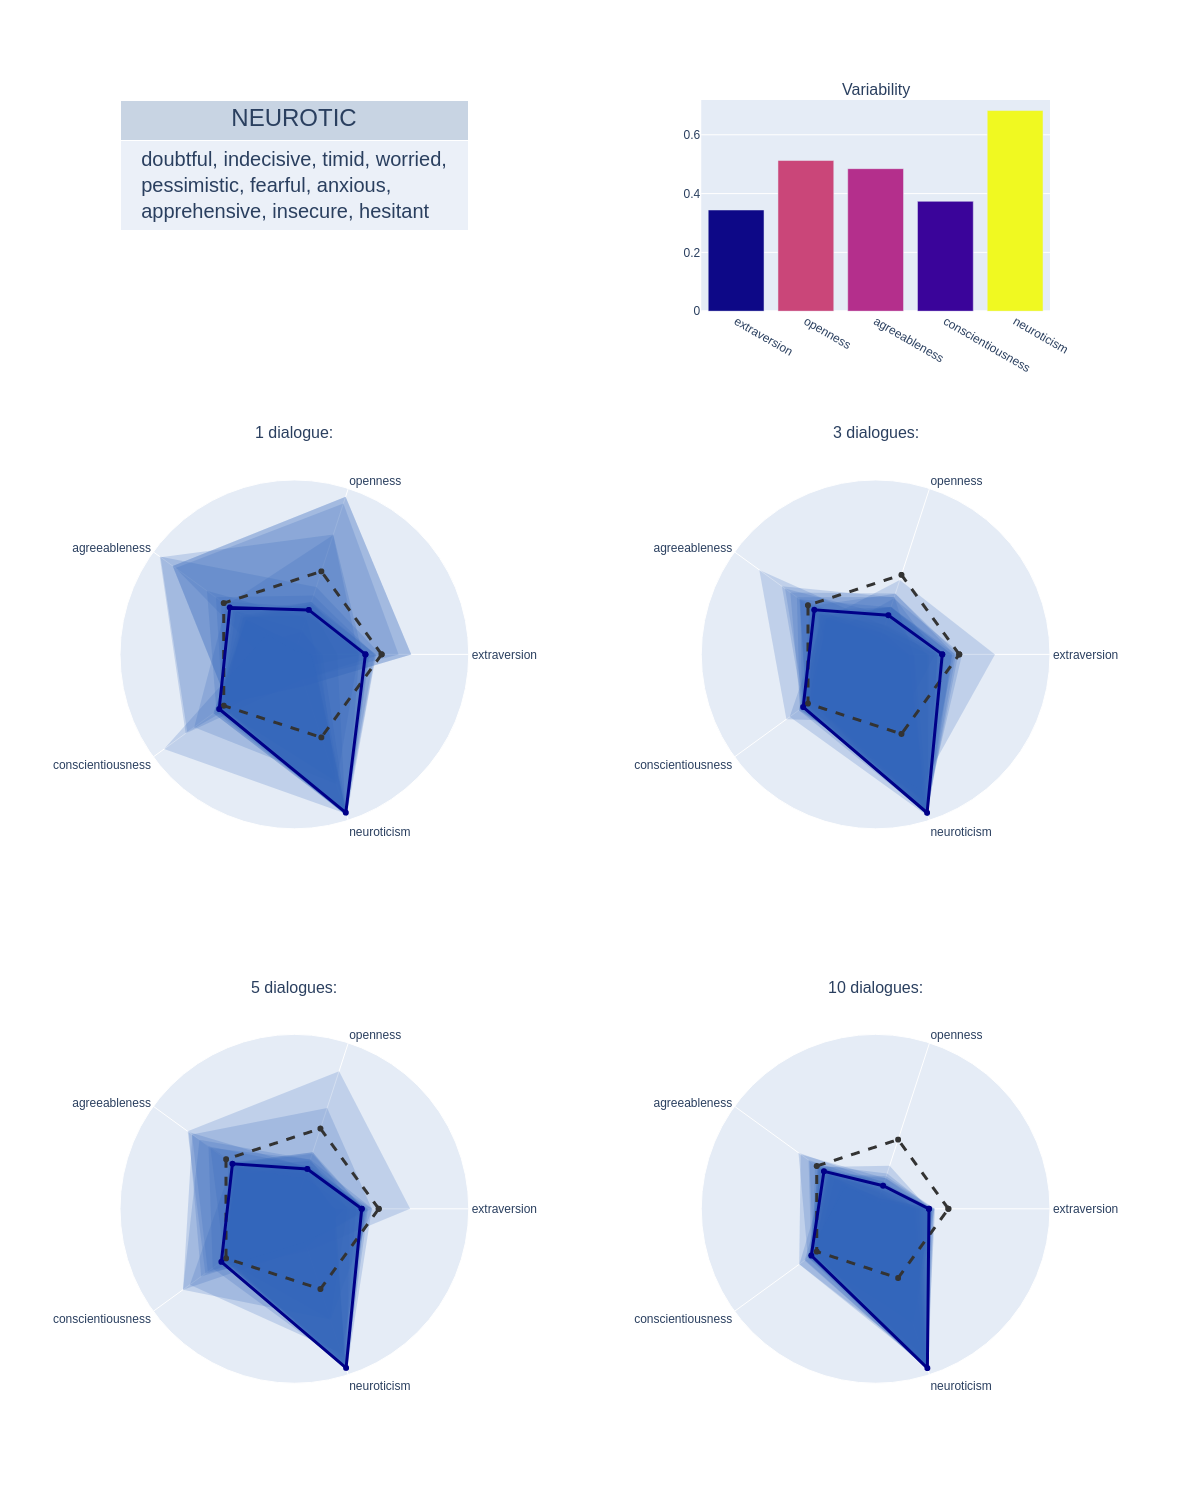 NEUROTIC
doubtful, indecisive, timid, worried,
pessimistic, fearful, anxious,
apprehensive, insecure, hesitant
Variability
0.6
0.4
0.2
0
extraversion
openness
agreeableness
conscientiousness
neuroticism
1 dialogue:
openness
agreeableness
extraversion
conscientiousness
neuroticism
3 dialogues:
openness
agreeableness
extraversion
conscientiousness
neuroticism
5 dialogues:
openness
agreeableness
extraversion
conscientiousness
neuroticism
10 dialogues:
openness
agreeableness
extraversion
conscientiousness
neuroticism